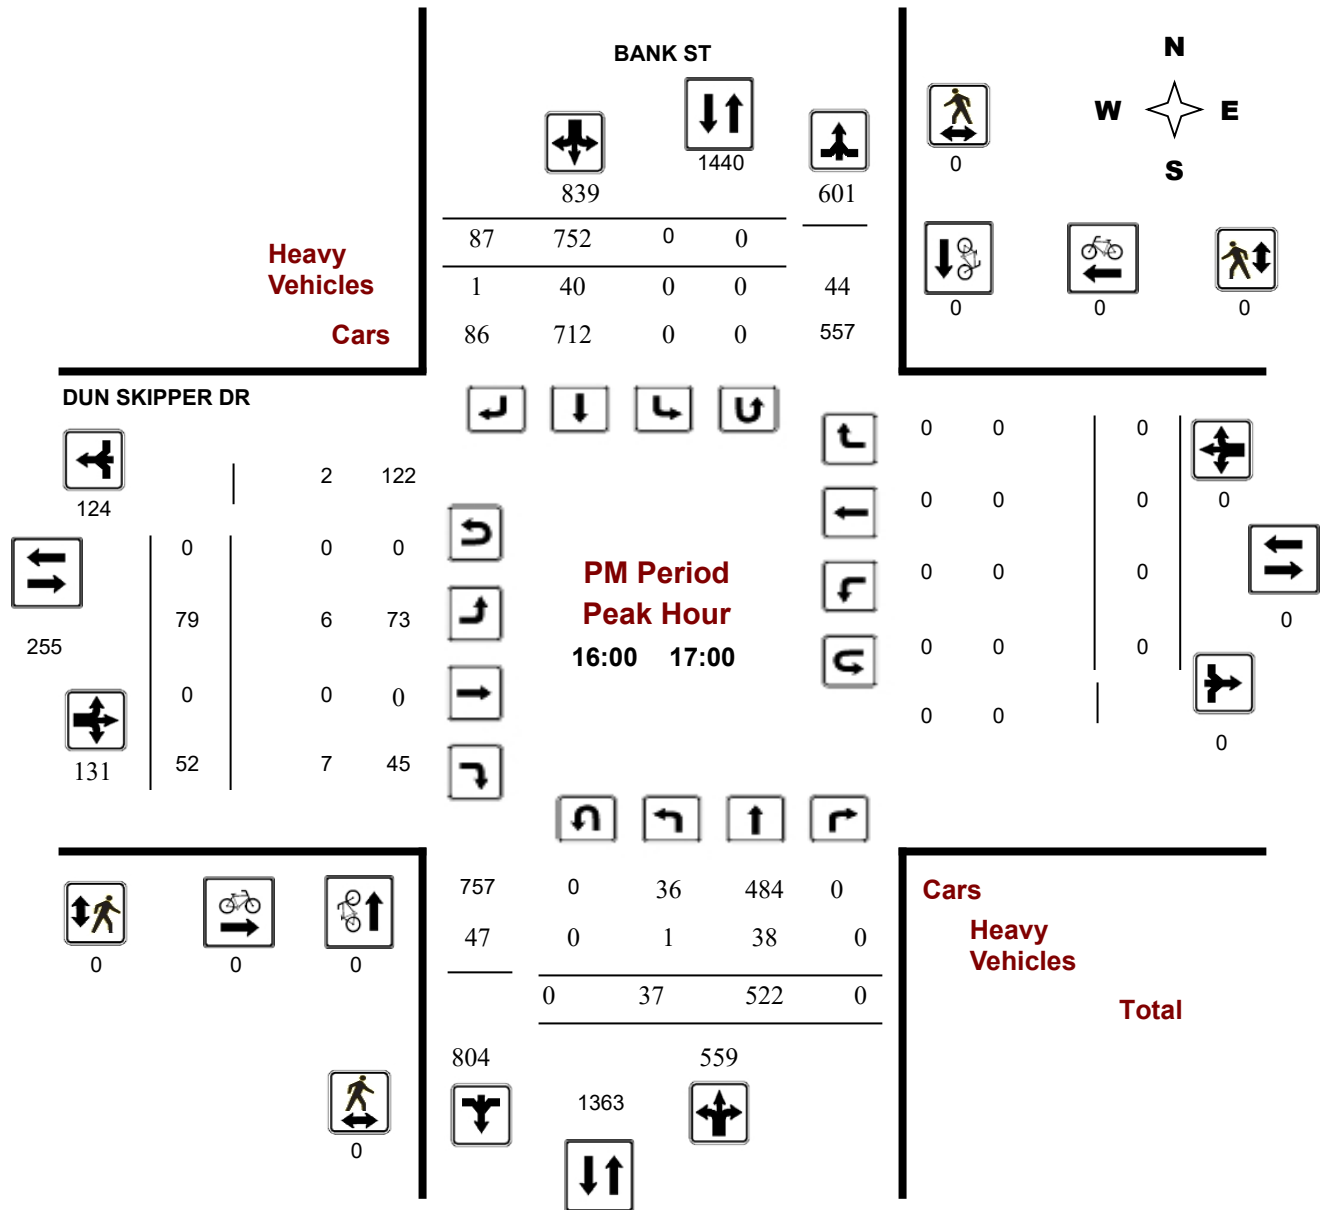 BANK ST
N
W E
S
1440
0
839
601
87 752 0 0
Heavy
Vehicles
1 40 0 0 44
0 0 0
Cars
86 712 0 0 557
DUN SKIPPER DR
124
2 122
0 0 0
0 0 0
0
0 0 0
PM Period
Peak Hour
16:00 17:00
255
79 6 73
0 0 0
0
0 0 0
0 0 0
131
52 7 45
0 0
0
757 0 36 484 0
Cars
47 0 1 38 0
Heavy
Vehicles
0 0 0
0 37 522 0
Total
804 559
1363
0